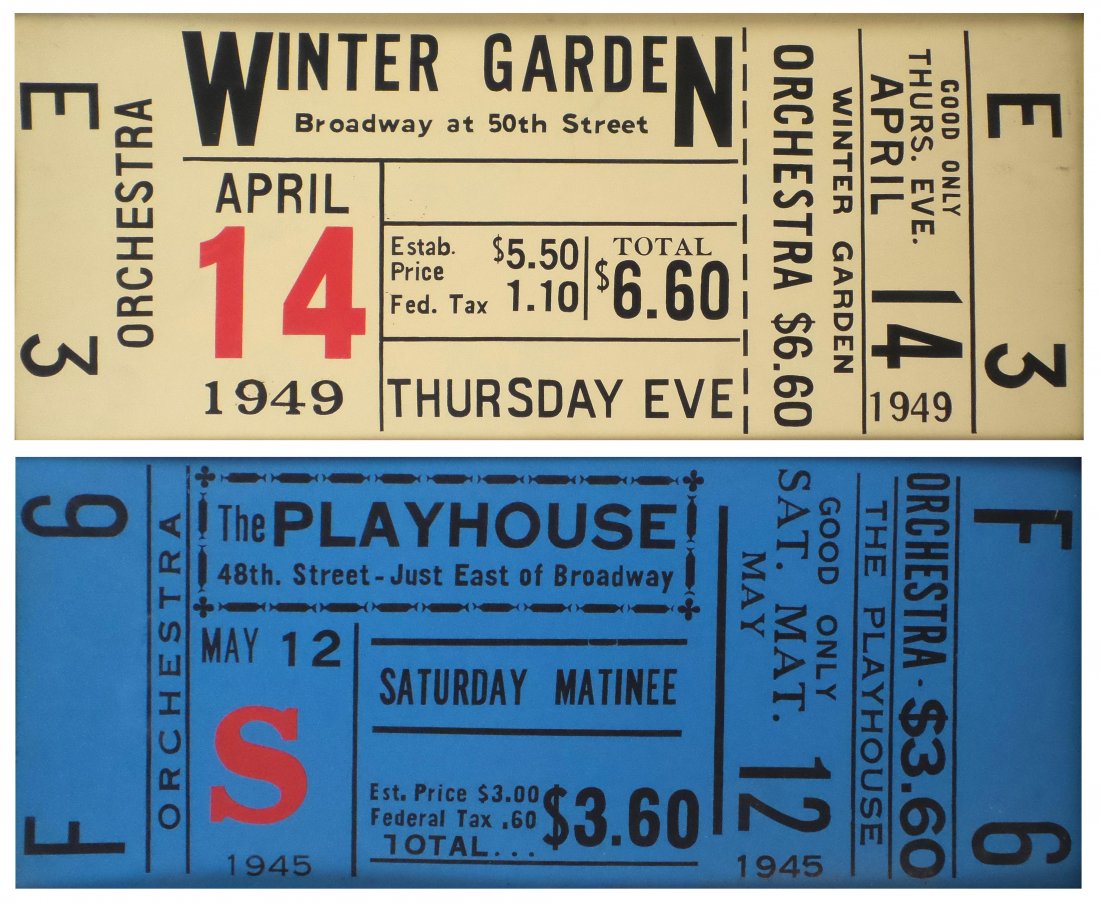 E 3
ORCHESTRA
WINTER GARDEN
Broadway at 50th Street
APRIL
14
1949
Estab. Price $5.50
Fed. Tax 1.10
TOTAL
$6.60
THURSDAY EVE
ORCHESTRA $6.60
WINTER GARDEN
GOOD ONLY
THURS. EVE.
APRIL 14
1949
E 3
F 6
ORCHESTRA
The PLAYHOUSE
48th. Street - Just East of Broadway
MAY 12
S
1945
SATURDAY MATINEE
Est. Price $3.00
Federal Tax .60
TOTAL... $3.60
GOOD ONLY
SAT. MAT.
MAY 12
1945
ORCHESTRA · $3.60
THE PLAYHOUSE
F 6